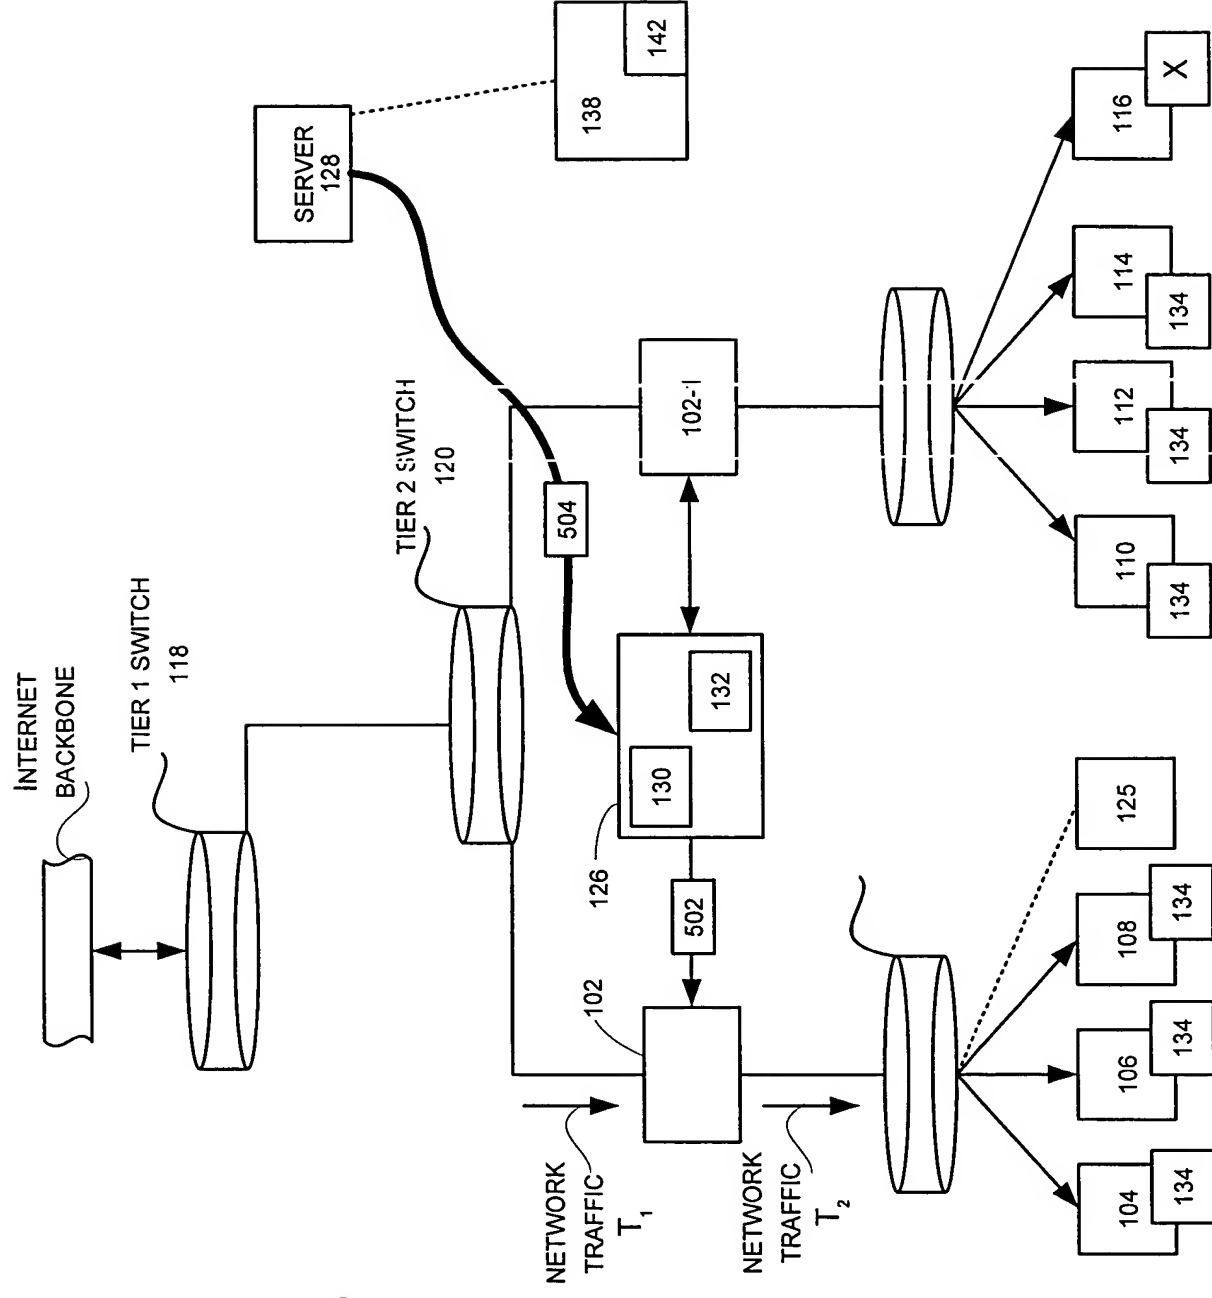 INTERNET
BACKBONE
TIER 1 SWITCH
118
TIER 2 SWITCH
120
SERVER
128
138
142
504
126
130
132
502
102
102-1
NETWORK
TRAFFIC
T1
NETWORK
TRAFFIC
T2
104
134
106
134
108
134
125
110
134
112
134
114
134
116
X